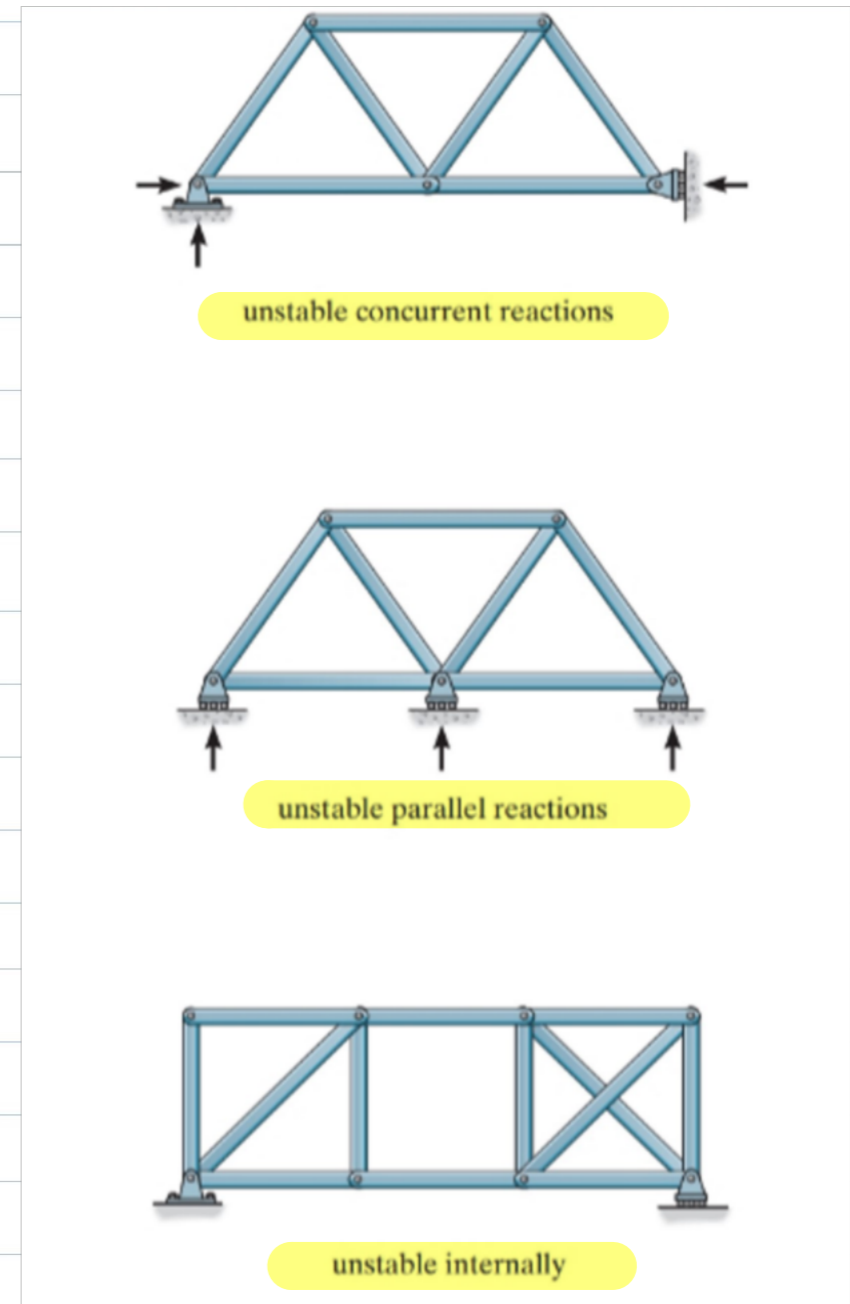 unstable concurrent reactions
unstable parallel reactions
unstable internally